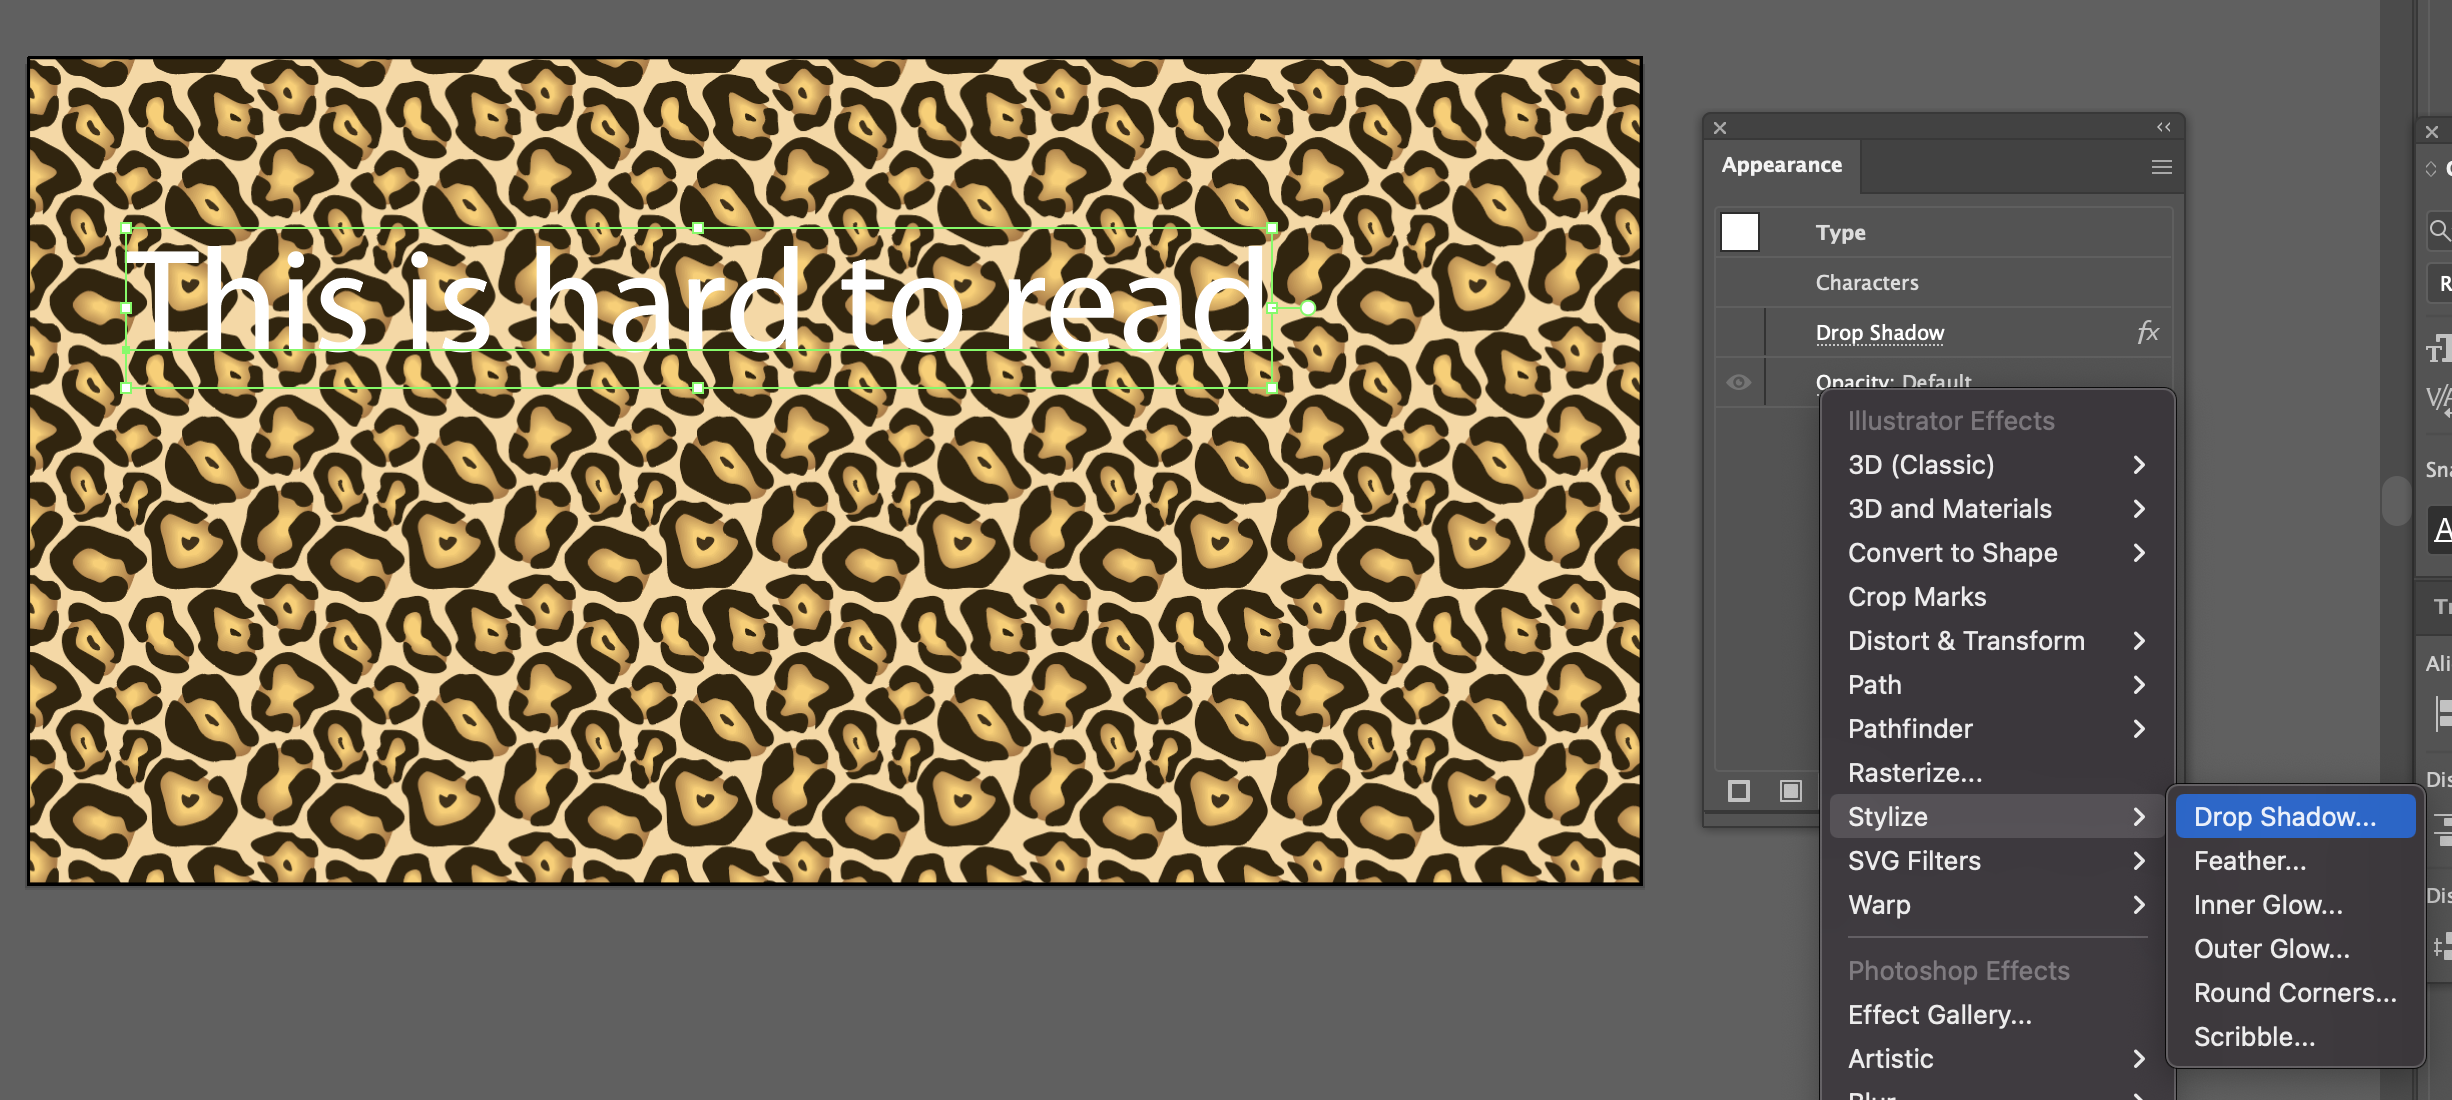 This is hard to read
Appearance
Type
Characters
Drop Shadow fx
Opacity: Default
Illustrator Effects
3D (Classic)
3D and Materials
Convert to Shape
Crop Marks
Distort & Transform
Path
Pathfinder
Rasterize...
Stylize
SVG Filters
Warp
Photoshop Effects
Effect Gallery...
Artistic
Blur
Drop Shadow...
Feather...
Inner Glow...
Outer Glow...
Round Corners...
Scribble...